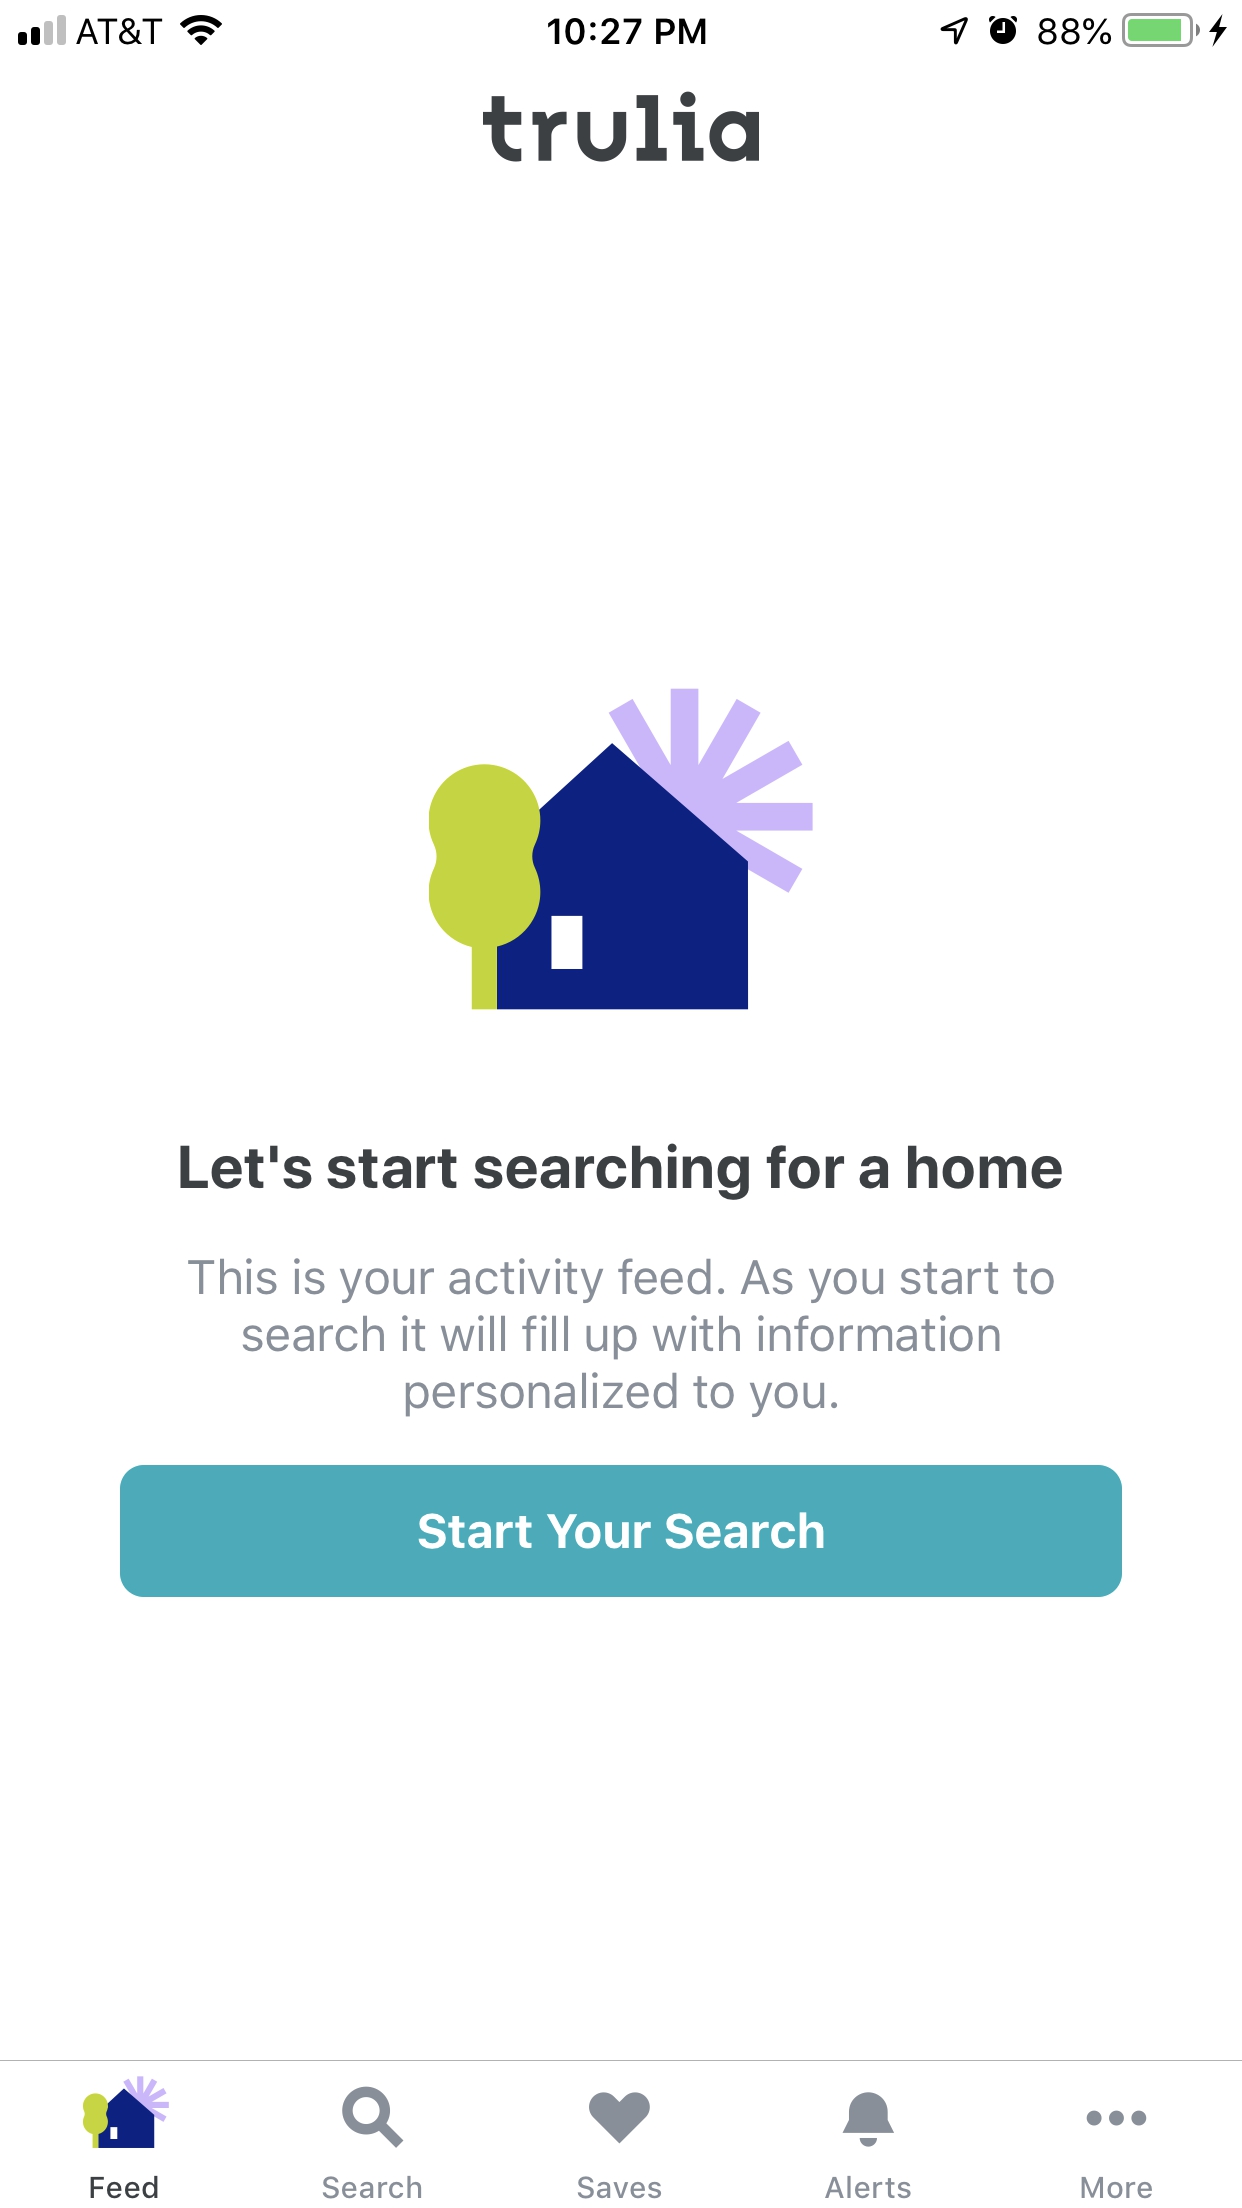 AT&T 10:27 PM 88%
trulia
Let's start searching for a home
This is your activity feed. As you start to
search it will fill up with information
personalized to you.
Start Your Search
Feed Search Saves Alerts More